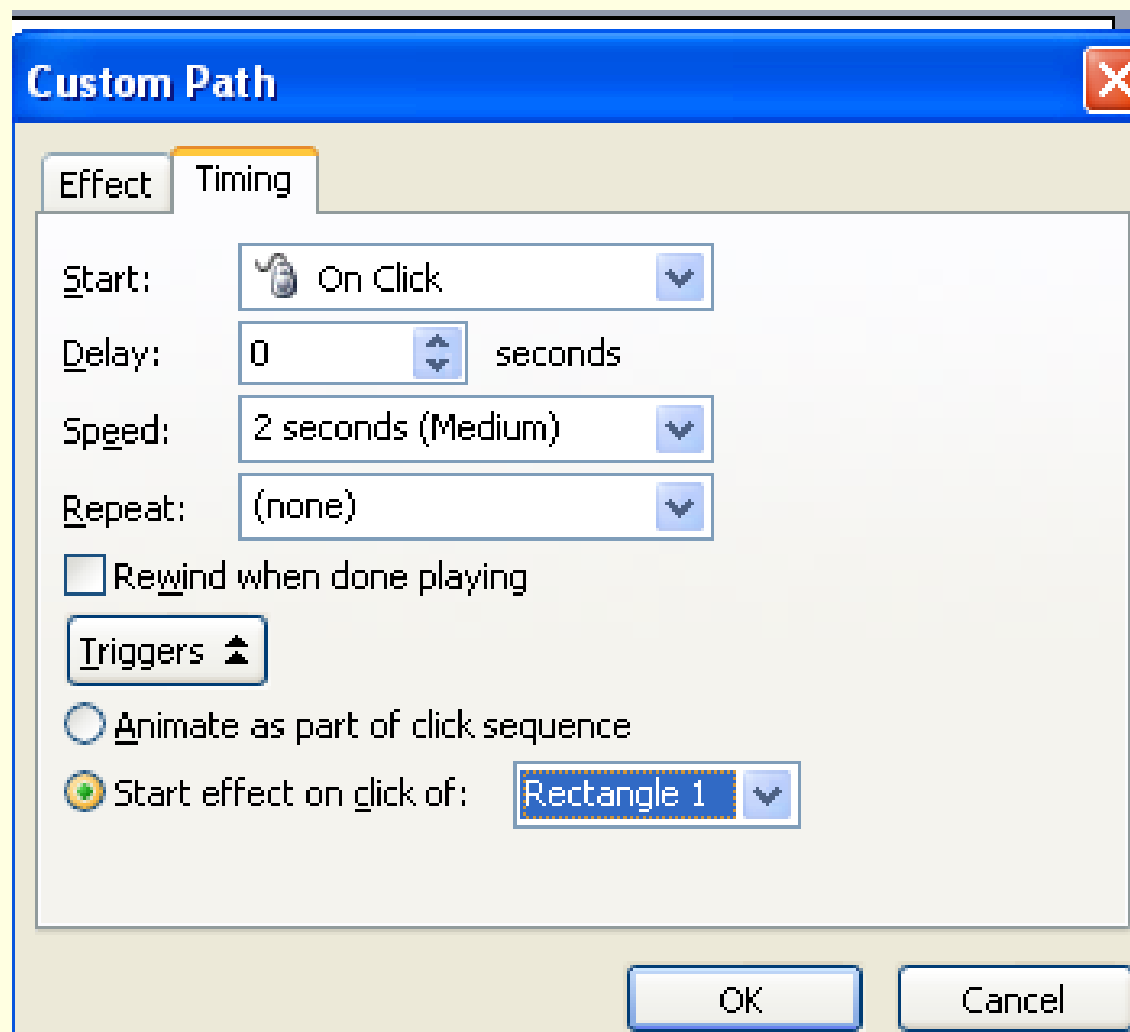 Custom Path
Effect Timing
Start: On Click
Delay: 0 seconds
Speed: 2 seconds (Medium)
Repeat: (none)
Rewind when done playing
Triggers
Animate as part of click sequence
Start effect on click of: Rectangle 1
OK Cancel